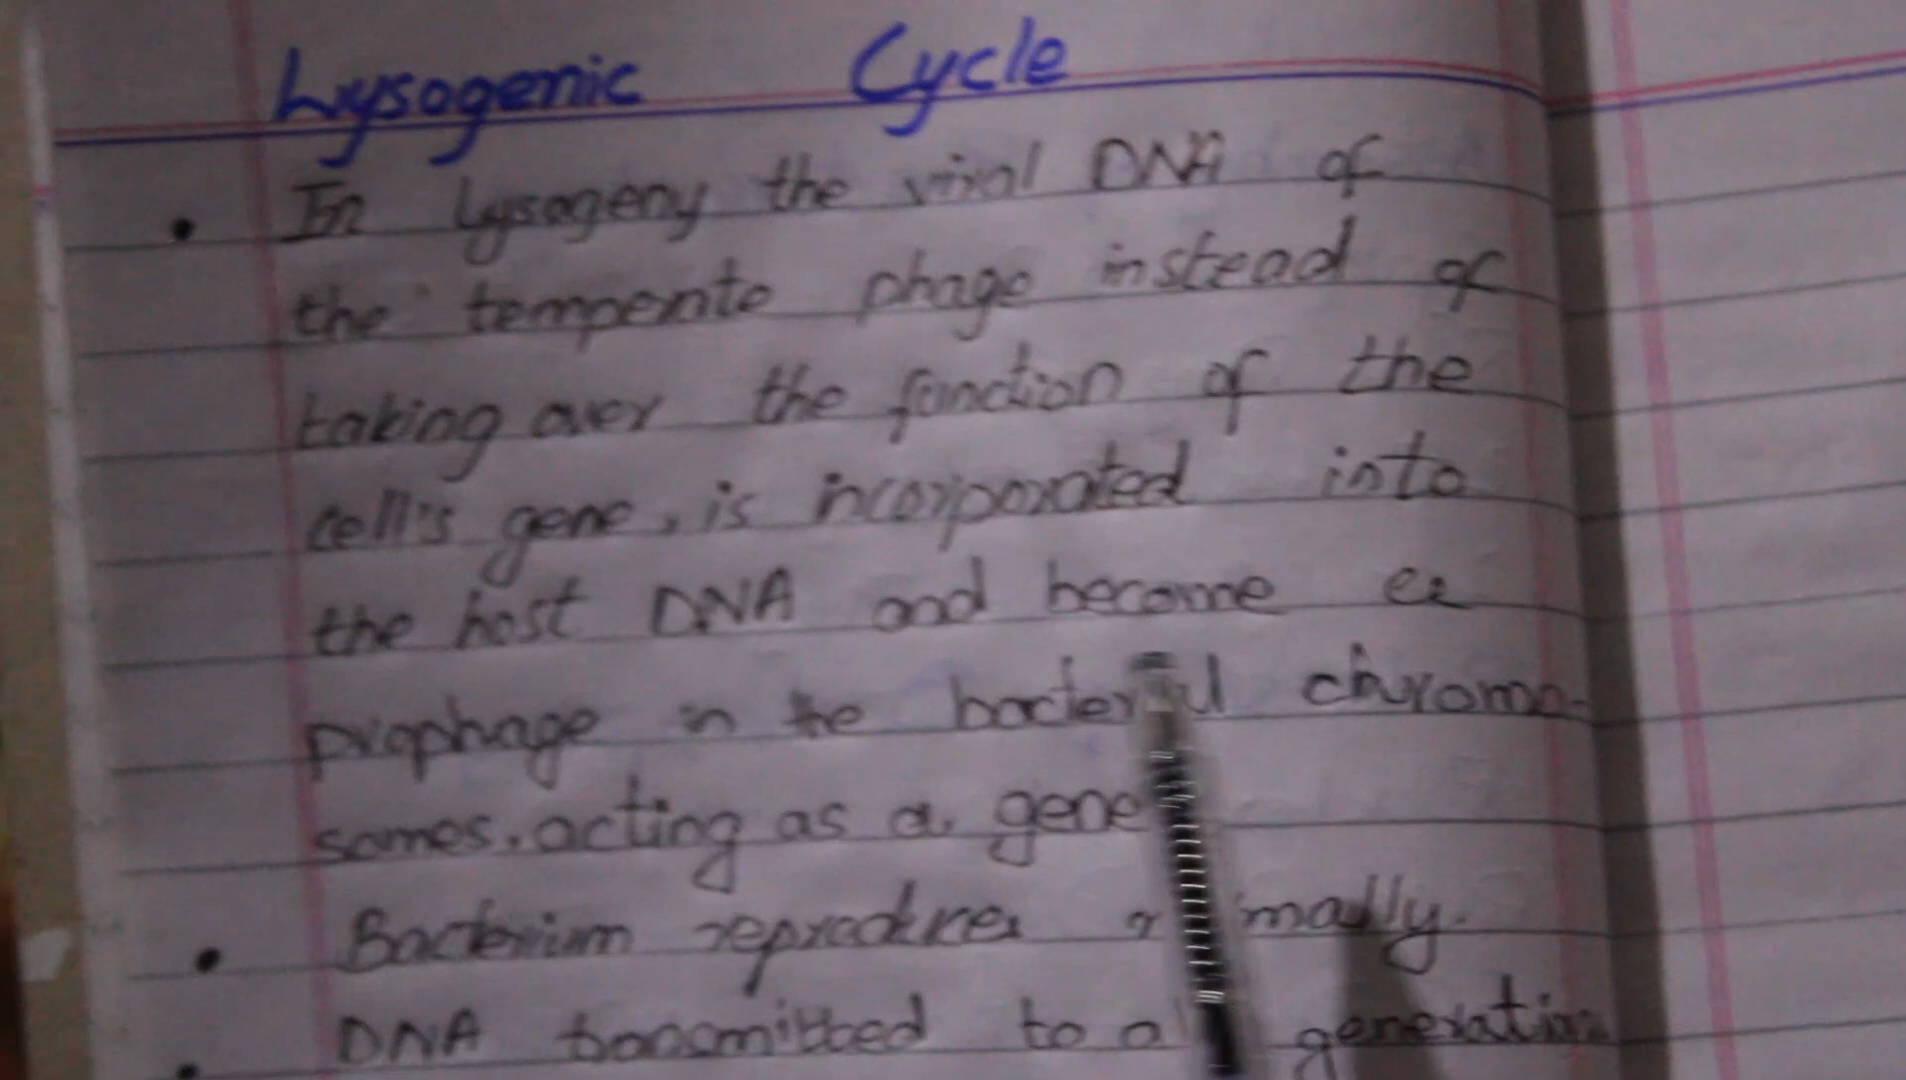 Lysogenic Cycle
• In Lysogeny the viral DNA of
the temperate phage instead of
taking over the function of the
cell's gene, is incorporated into
the host DNA and become
prophage in the bacterial chromo-
somes. acting as a gene
• Bacterium reproduces normally.
• DNA transmitted to all generation